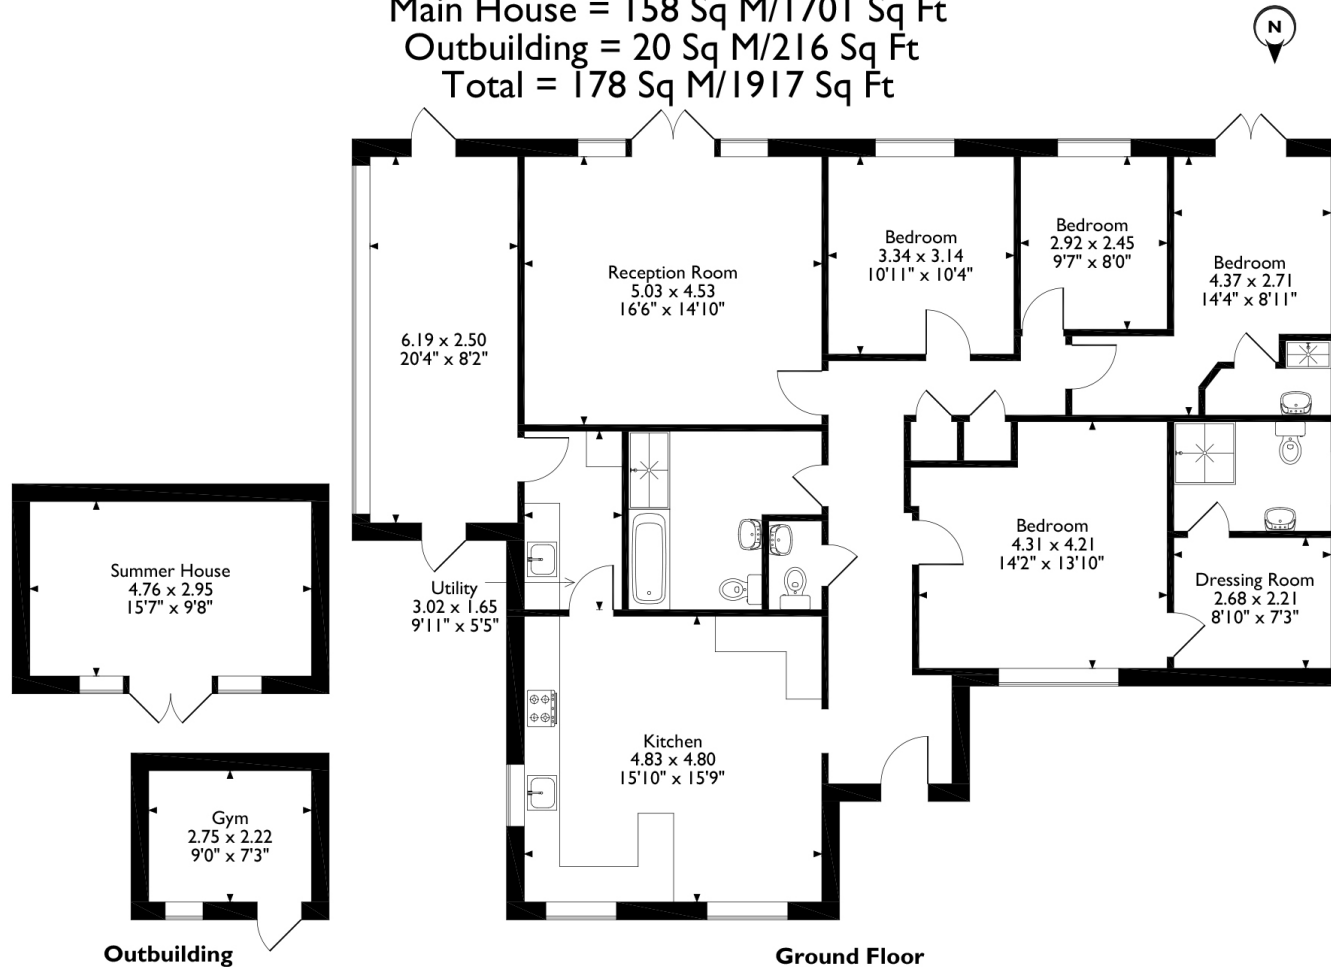 Main House = 158 Sq M/1701 Sq Ft
Outbuilding = 20 Sq M/216 Sq Ft
Total = 178 Sq M/1917 Sq Ft
N
Bedroom
3.34 x 3.14
10'11" x 10'4"
Bedroom
2.92 x 2.45
9'7" x 8'0"
Bedroom
4.37 x 2.71
14'4" x 8'11"
Reception Room
5.03 x 4.53
16'6" x 14'10"
6.19 x 2.50
20'4" x 8'2"
Bedroom
4.31 x 4.21
14'2" x 13'10"
Summer House
4.76 x 2.95
15'7" x 9'8"
Utility
3.02 x 1.65
9'11" x 5'5"
Dressing Room
2.68 x 2.21
8'10" x 7'3"
Kitchen
4.83 x 4.80
15'10" x 15'9"
Gym
2.75 x 2.22
9'0" x 7'3"
Outbuilding
Ground Floor